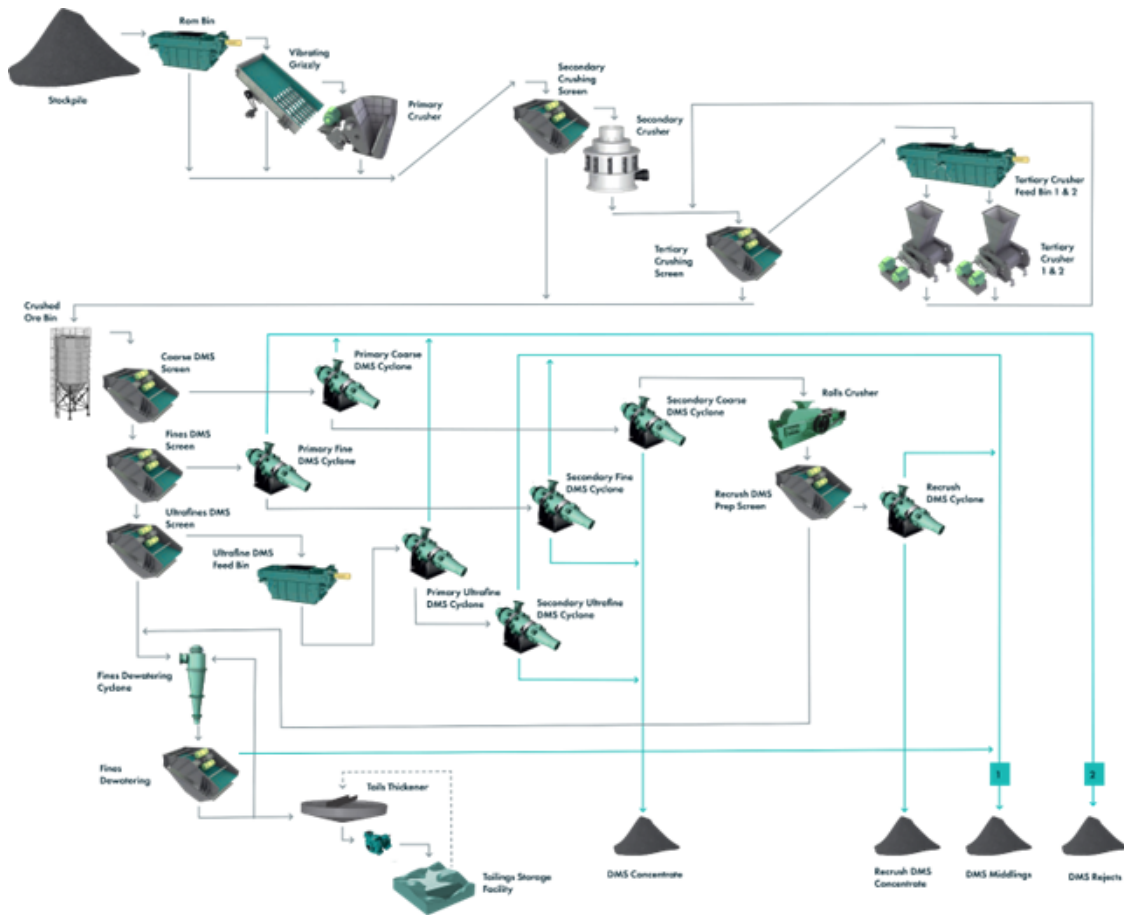 Rom Bin
Vibrating
Grizzly
Stockpile
Primary
Crusher
Secondary
Crushing
Screen
Secondary
Crusher
Tertiary Crusher
Feed Bin 1 & 2
Tertiary
Crushing
Screen
Tertiary
Crusher
1 & 2
Crushed
Ore Bin
Coarse DMS
Screen
Primary Coarse
DMS Cyclone
Secondary Coarse
DMS Cyclone
Rolls Crusher
Fines DMS
Screen
Primary Fine
DMS Cyclone
Secondary Fine
DMS Cyclone
Recrush DMS
Prep Screen
Recrush
DMS Cyclone
Ultrafines DMS
Screen
Ultrafine DMS
Feed Bin
Primary Ultrafine
DMS Cyclone
Secondary Ultrafine
DMS Cyclone
Fines Dewatering
Cyclone
Fines
Dewatering
Tails Thickener
1
2
Tailings Storage
Facility
DMS Concentrate
Recrush DMS
Concentrate
DMS Middlings
DMS Rejects